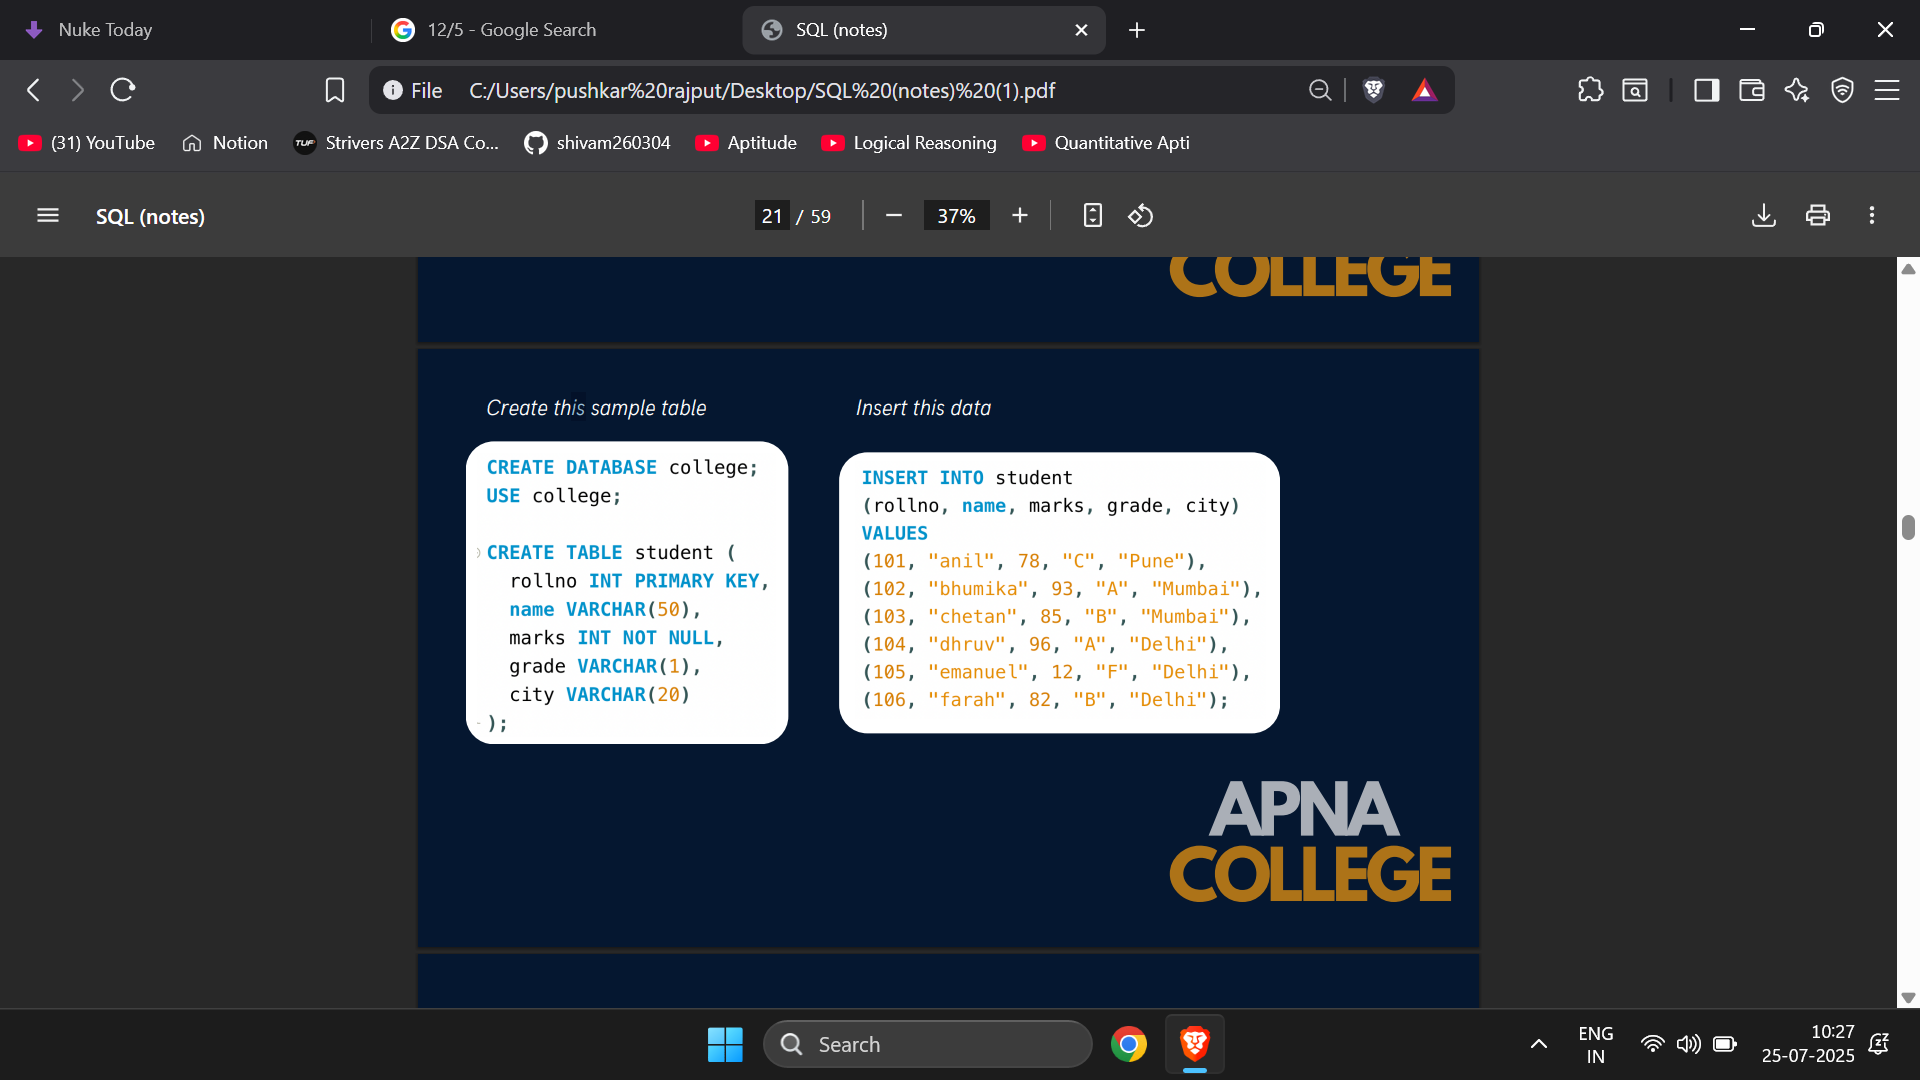 Nuke Today
12/5 - Google Search
SQL (notes)
File
C:/Users/pushkar%20rajput/Desktop/SQL%20(notes)%20(1).pdf
(31) YouTube
Notion
TUF
Strivers A2Z DSA Co...
shivam260304
Aptitude
Logical Reasoning
Quantitative Apti
SQL (notes)
21 / 59
37%
COLLEGE
Create this sample table
CREATE DATABASE college;
USE college;
CREATE TABLE student (
rollno INT PRIMARY KEY,
name VARCHAR(50),
marks INT NOT NULL,
grade VARCHAR(1),
city VARCHAR(20)
);
Insert this data
INSERT INTO student
(rollno, name, marks, grade, city)
VALUES
(101, "anil", 78, "C", "Pune"),
(102, "bhumika", 93, "A", "Mumbai"),
(103, "chetan", 85, "B", "Mumbai"),
(104, "dhruv", 96, "A", "Delhi"),
(105, "emanuel", 12, "F", "Delhi"),
(106, "farah", 82, "B", "Delhi");
APNA
COLLEGE
Search
ENG
IN
10:27
25-07-2025